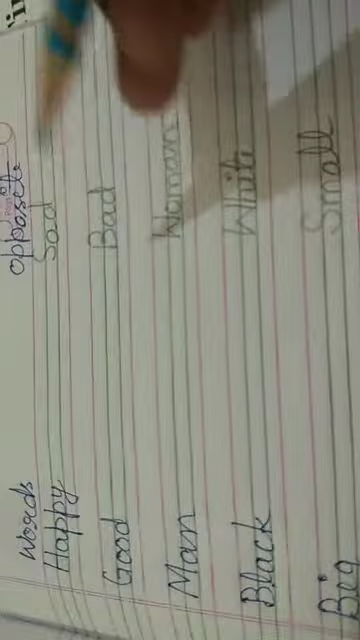 Words opposite
Happy Sad
Good Bad
Man Woman
Black White
Big Small